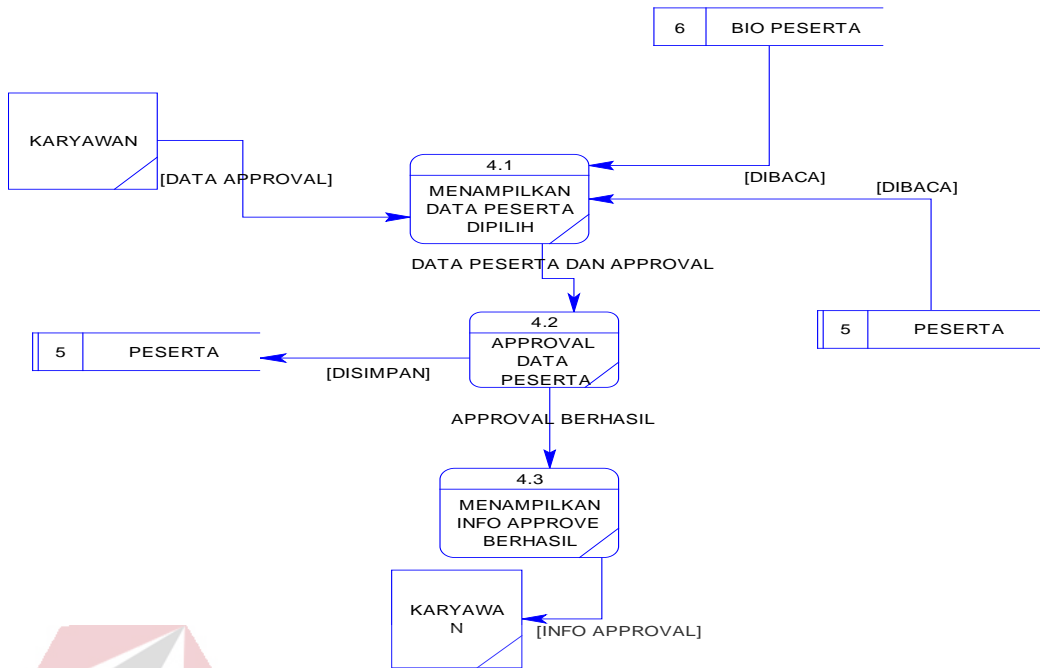 6 BIO PESERTA
KARYAWAN
4.1
[DATA APPROVAL]
[DIBACA]
[DIBACA]
MENAMPILKAN
DATA PESERTA
DIPILIH
DATA PESERTA DAN APPROVAL
4.2
5 PESERTA
5 PESERTA
APPROVAL
DATA
PESERTA
[DISIMPAN]
APPROVAL BERHASIL
4.3
MENAMPILKAN
INFO APPROVE
BERHASIL
KARYAWA
N
[INFO APPROVAL]